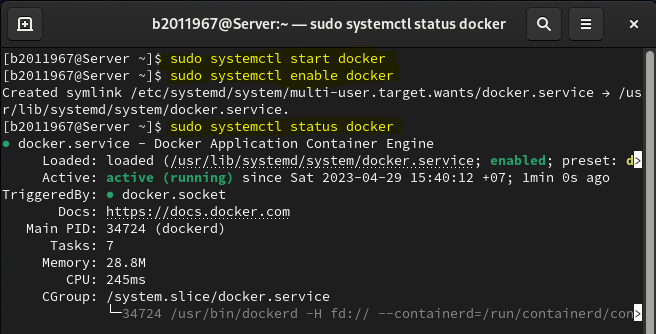 b2011967@Server:~ — sudo systemctl status docker
[b2011967@Server ~]$ sudo systemctl start docker
[b2011967@Server ~]$ sudo systemctl enable docker
Created symlink /etc/systemd/system/multi-user.target.wants/docker.service → /us
r/lib/systemd/system/docker.service.
[b2011967@Server ~]$ sudo systemctl status docker
● docker.service - Docker Application Container Engine
     Loaded: loaded (/usr/lib/systemd/system/docker.service; enabled; preset: d>
     Active: active (running) since Sat 2023-04-29 15:40:12 +07; 1min 0s ago
TriggeredBy: ● docker.socket
       Docs: https://docs.docker.com
   Main PID: 34724 (dockerd)
      Tasks: 7
     Memory: 28.8M
        CPU: 245ms
     CGroup: /system.slice/docker.service
             └─34724 /usr/bin/dockerd -H fd:// --containerd=/run/containerd/con>